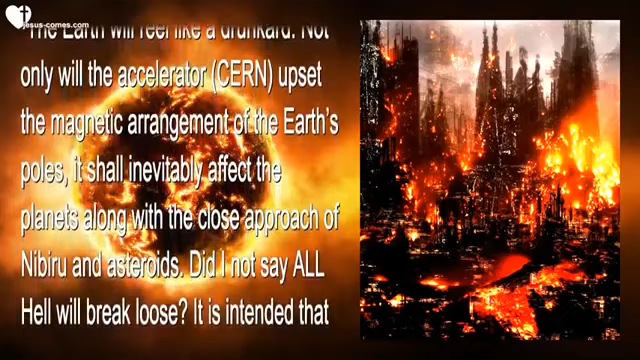 jesus-comes.com
"The Earth will reel like a drunkard. Not
only will the accelerator (CERN) upset
the magnetic arrangement of the Earth's
poles, it shall inevitably affect the
planets along with the close approach of
Nibiru and asteroids. Did I not say ALL
Hell will break loose? It is intended that